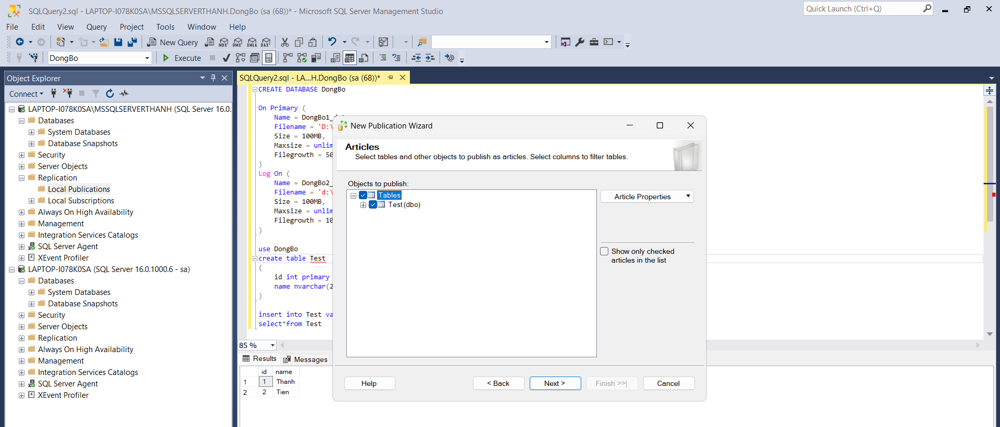 SQLQuery2.sql - LAPTOP-I078K0SA\MSSQLSERVERTHANH.DongBo (sa (68))* - Microsoft SQL Server Management Studio
Quick Launch (Ctrl+Q)
File Edit View Query Project Tools Window Help
New Query MDX DMX XMLA DAX
DongBo Execute
Object Explorer
Connect
LAPTOP-I078K0SA\MSSQLSERVERTHANH (SQL Server 16.0.
Databases
System Databases
Database Snapshots
Security
Server Objects
Replication
Local Publications
Local Subscriptions
Always On High Availability
Management
Integration Services Catalogs
SQL Server Agent
XEvent Profiler
LAPTOP-I078K0SA (SQL Server 16.0.1000.6 - sa)
Databases
System Databases
Database Snapshots
Security
Server Objects
Replication
Always On High Availability
Management
Integration Services Catalogs
SQL Server Agent
XEvent Profiler
SQLQuery2.sql - LA...H.DongBo (sa (68))*
CREATE DATABASE DongBo
On Primary (
Name = DongBo1_
Filename = 'D:\
Size = 100MB,
Maxsize = unlim
Filegrowth = 50
)
Log On (
Name = DongBo2_
Filename = 'd:\
Size = 100MB,
Maxsize = unlim
Filegrowth = 10
)
use DongBo
create table Test
(
id int primary
name nvarchar(2
)
insert into Test va
select*from Test
85 %
Results Messages
id name
1 1 Thanh
2 2 Tien
New Publication Wizard
Articles
Select tables and other objects to publish as articles. Select columns to filter tables.
Objects to publish:
Tables
Test (dbo)
Article Properties
Show only checked
articles in the list
Help < Back Next > Finish >>| Cancel